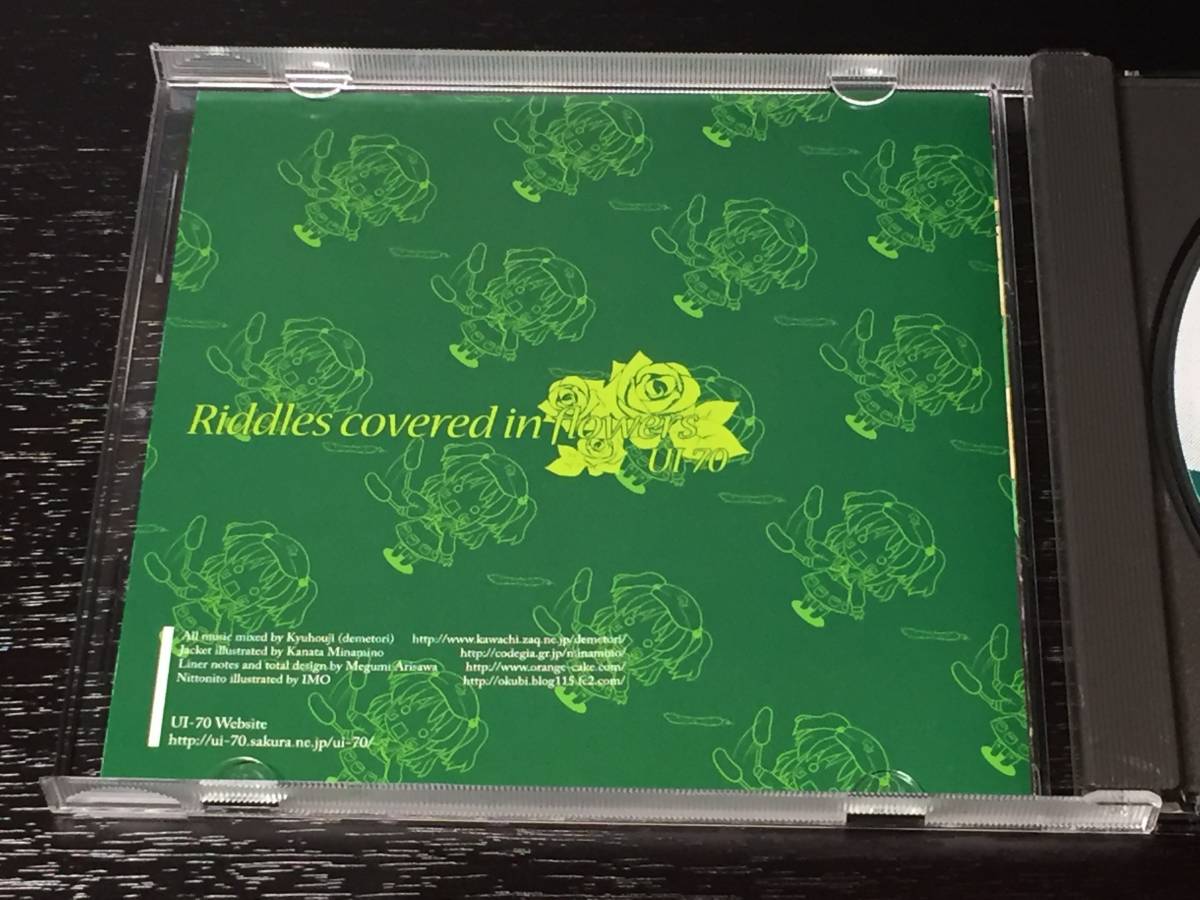 Riddles covered in flowers
UI-70
All music mixed by Kyuhouji (demetori) http://www.kawachi.zaq.ne.jp/demetori/
Jacket illustrated by Kanata Minamino http://codegia.gr.jp/minamino/
Liner notes and total design by Megumi Arisawa http://www.orange-cake.com/
Nittonito illustrated by IMO http://okubi.blog115.fc2.com/
UI-70 Website
http://ui-70.sakura.ne.jp/ui-70/